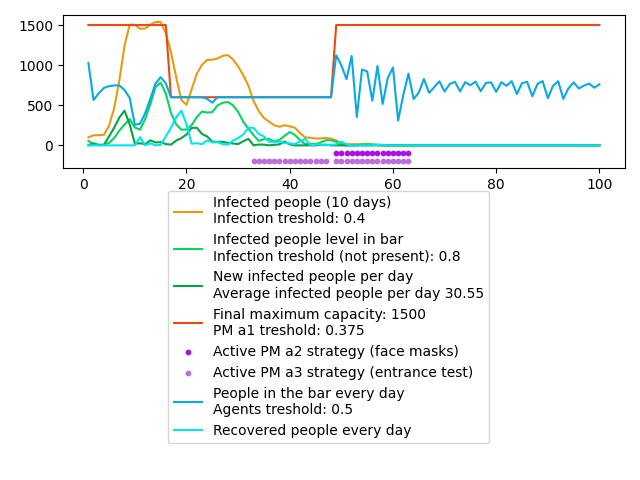 1500
1000
500
0
0 20 40 60 80 100
Infected people (10 days)
Infection treshold: 0.4
Infected people level in bar
Infection treshold (not present): 0.8
New infected people per day
Average infected people per day 30.55
Final maximum capacity: 1500
PM a1 treshold: 0.375
Active PM a2 strategy (face masks)
Active PM a3 strategy (entrance test)
People in the bar every day
Agents treshold: 0.5
Recovered people every day